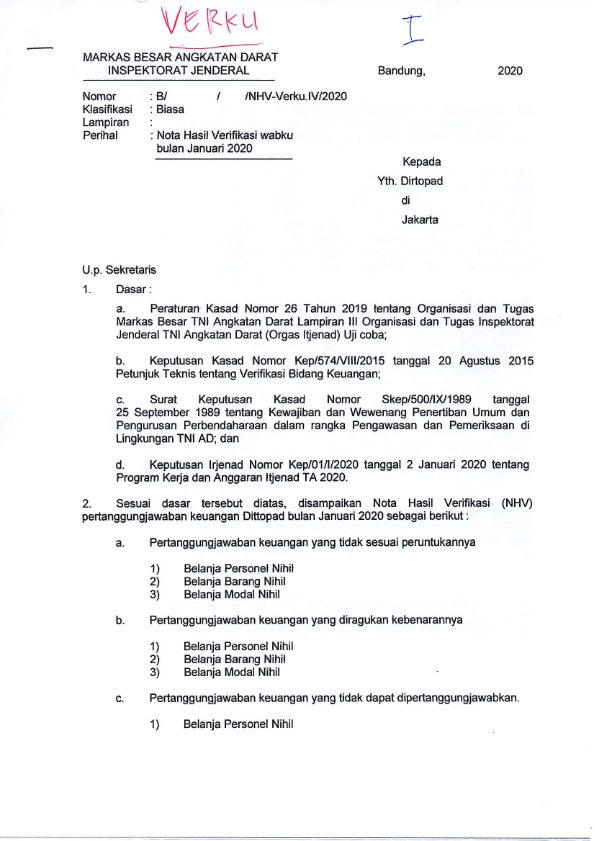 VERKU
I
MARKAS BESAR ANGKATAN DARAT
INSPEKTORAT JENDERAL
Bandung, 2020
Nomor : B/ / /NHV-Verku.IV/2020
Klasifikasi : Biasa
Lampiran :
Perihal : Nota Hasil Verifikasi wabku
bulan Januari 2020
Kepada
Yth. Dirtopad
di
Jakarta
U.p. Sekretaris
1. Dasar :
a. Peraturan Kasad Nomor 26 Tahun 2019 tentang Organisasi dan Tugas
Markas Besar TNI Angkatan Darat Lampiran III Organisasi dan Tugas Inspektorat
Jenderal TNI Angkatan Darat (Orgas Itjenad) Uji coba;
b. Keputusan Kasad Nomor Kep/574/VIII/2015 tanggal 20 Agustus 2015
Petunjuk Teknis tentang Verifikasi Bidang Keuangan;
c. Surat Keputusan Kasad Nomor Skep/500/IX/1989 tanggal
25 September 1989 tentang Kewajiban dan Wewenang Penertiban Umum dan
Pengurusan Perbendaharaan dalam rangka Pengawasan dan Pemeriksaan di
Lingkungan TNI AD; dan
d. Keputusan Irjenad Nomor Kep/01/I/2020 tanggal 2 Januari 2020 tentang
Program Kerja dan Anggaran Itjenad TA 2020.
2. Sesuai dasar tersebut diatas, disampaikan Nota Hasil Verifikasi (NHV)
pertanggungjawaban keuangan Dittopad bulan Januari 2020 sebagai berikut :
a. Pertanggungjawaban keuangan yang tidak sesuai peruntukannya
1) Belanja Personel Nihil
2) Belanja Barang Nihil
3) Belanja Modal Nihil
b. Pertanggungjawaban keuangan yang diragukan kebenarannya
1) Belanja Personel Nihil
2) Belanja Barang Nihil
3) Belanja Modal Nihil
c. Pertanggungjawaban keuangan yang tidak dapat dipertanggungjawabkan.
1) Belanja Personel Nihil